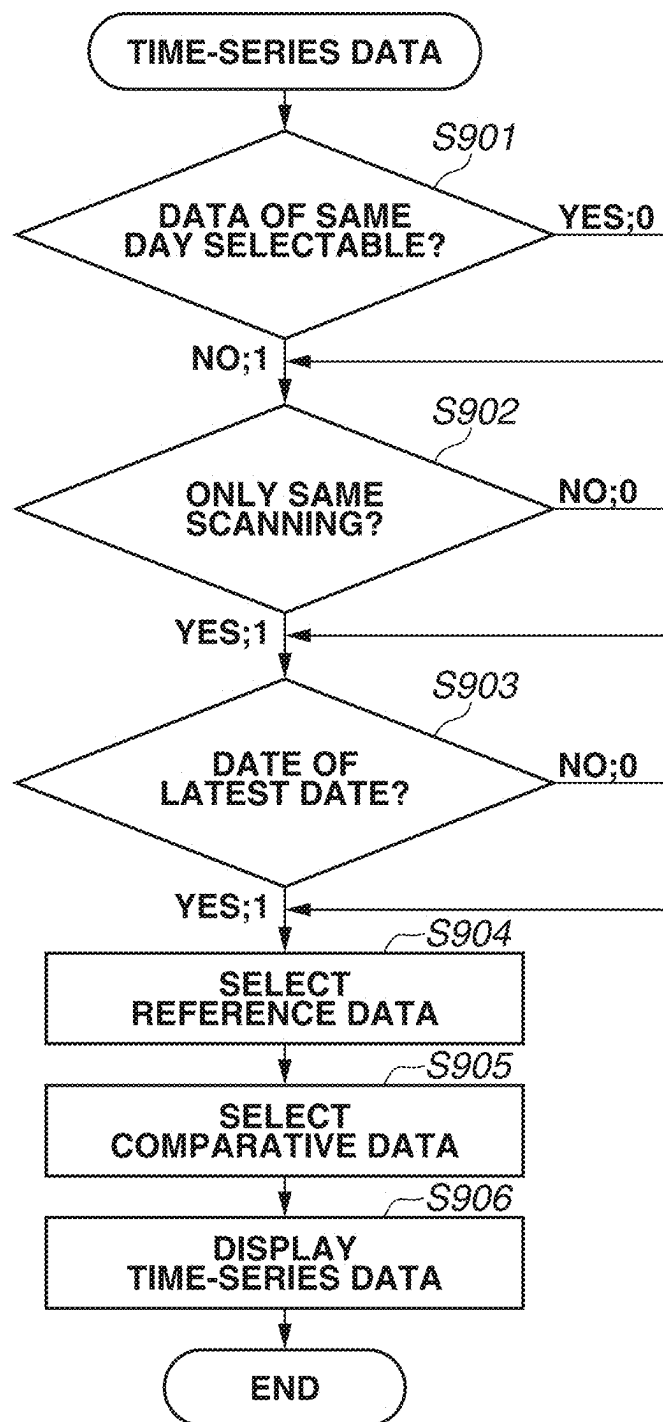 TIME-SERIES DATA
S901
DATA OF SAME
DAY SELECTABLE?
YES;0
NO;1
S902
ONLY SAME
SCANNING?
NO;0
YES;1
S903
DATE OF
LATEST DATE?
NO;0
YES;1
S904
SELECT
REFERENCE DATA
S905
SELECT
COMPARATIVE DATA
S906
DISPLAY
TIME-SERIES DATA
END